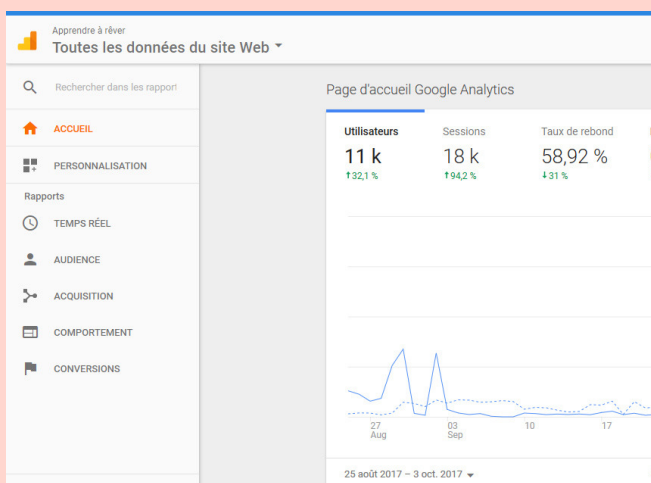 Apprendre à rêver
Toutes les données du site Web
Rechercher dans les rapport
ACCUEIL
PERSONNALISATION
Rapports
TEMPS RÉEL
AUDIENCE
ACQUISITION
COMPORTEMENT
CONVERSIONS
Page d'accueil Google Analytics
Utilisateurs Sessions Taux de rebond
11 k 18 k 58,92 %
↑32,1 % ↑94,2 % ↓31 %
27 03 10 17
Aug Sep
25 août 2017 – 3 oct. 2017